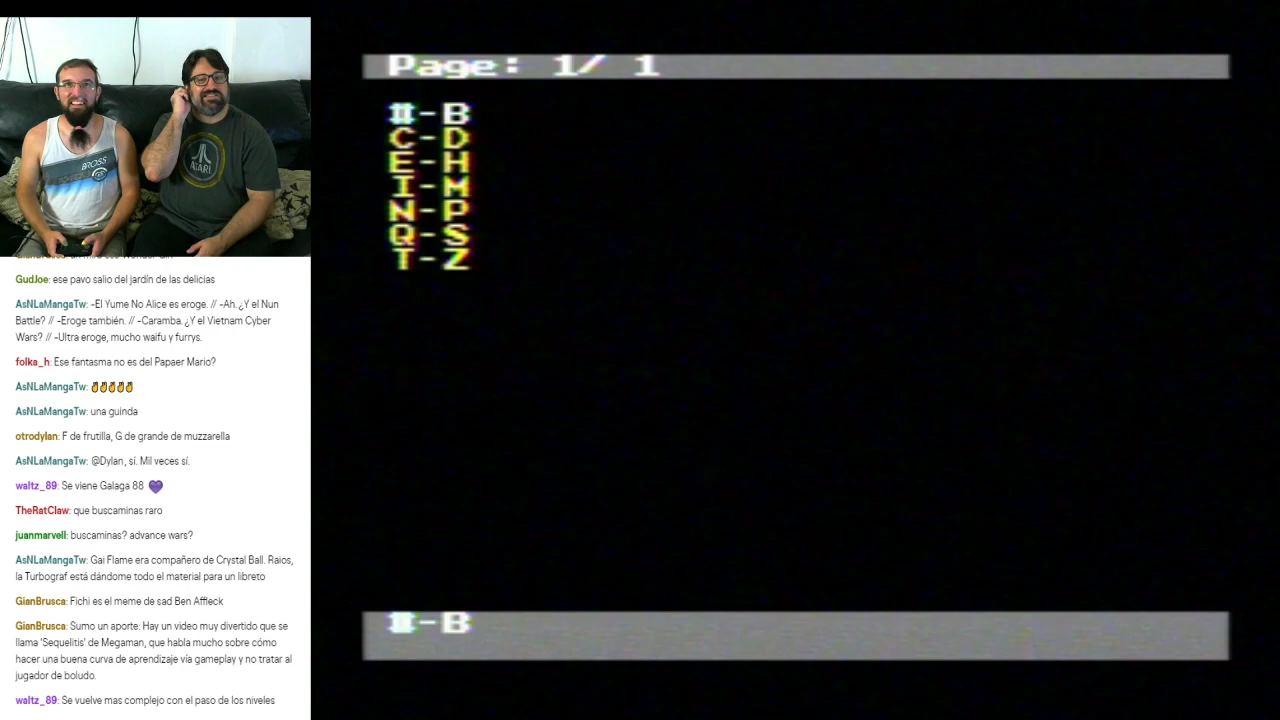 Page: 1/ 1
#-B
C-D
E-H
I-M
N-P
Q-S
T-Z
#-B
BROSS
ATARI
GudJoe: ese pavo salio del jardín de las delicias
AsNLaMangaTw: -El Yume No Alice es eroge. // -Ah. ¿Y el Nun
Battle? // -Eroge también. // -Caramba. ¿Y el Vietnam Cyber
Wars? // -Ultra eroge, mucho waifu y furrys.
folka_h: Ese fantasma no es del Papaer Mario?
AsNLaMangaTw: ✌✌✌✌✌
AsNLaMangaTw: una guinda
otrodylan: F de frutilla, G de grande de muzzarella
AsNLaMangaTw: @Dylan, sí. Mil veces sí.
waltz_89: Se viene Galaga 88 💜
TheRatClaw: que buscaminas raro
juanmarvell: buscaminas? advance wars?
AsNLaMangaTw: Gai Flame era compañero de Crystal Ball. Raios,
la Turbograf está dándome todo el material para un libreto
GianBrusca: Fichi es el meme de sad Ben Affleck
GianBrusca: Sumo un aporte: Hay un video muy divertido que se
llama 'Sequelitis' de Megaman, que habla mucho sobre cómo
hacer una buena curva de aprendizaje vía gameplay y no tratar al
jugador de boludo.
waltz_89: Se vuelve mas complejo con el paso de los niveles